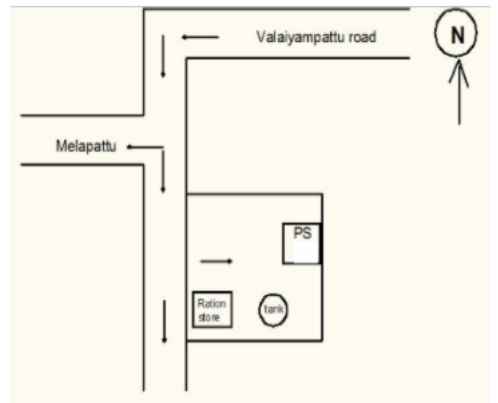 Valaiyampattu road
N
Melapattu
PS
Ration
store
tank